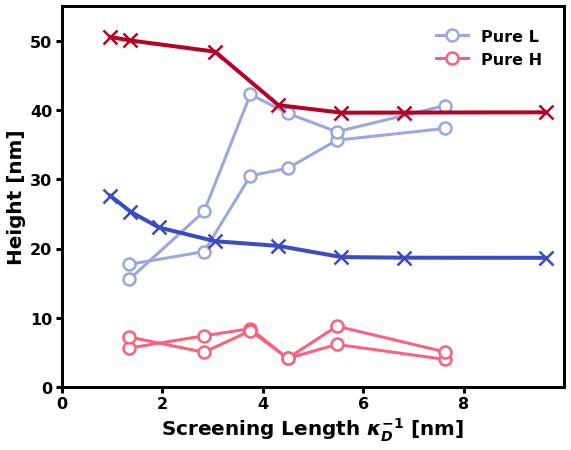 Pure L
Pure H
50
40
30
20
10
0
Height [nm]
0 2 4 6 8
Screening Length κ_D^{-1} [nm]